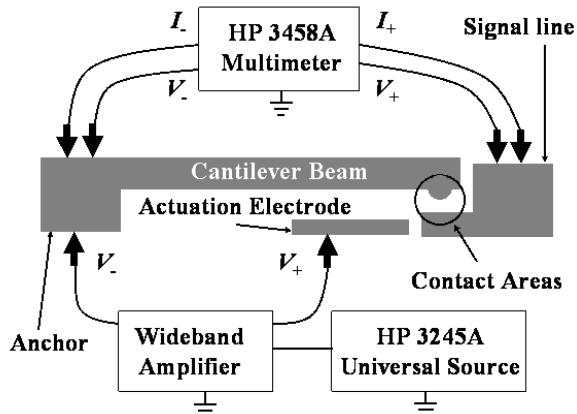 I- HP 3458A I+ Signal line
Multimeter
V- V+
Cantilever Beam
Actuation Electrode
V- V+ Contact Areas
Anchor
Wideband HP 3245A
Amplifier Universal Source